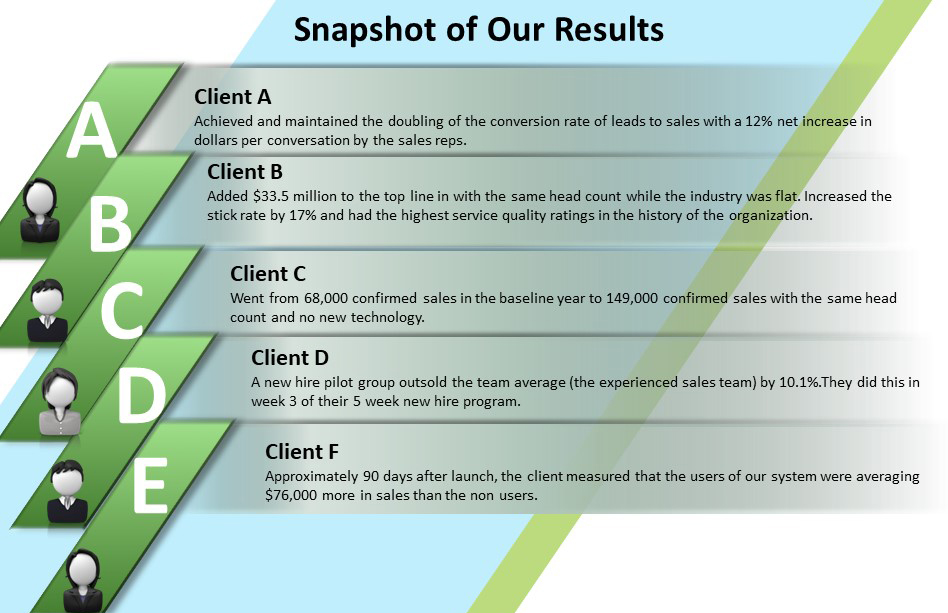 Snapshot of Our Results
A
Client A
Achieved and maintained the doubling of the conversion rate of leads to sales with a 12% net increase in
dollars per conversation by the sales reps.
B
Client B
Added $33.5 million to the top line in with the same head count while the industry was flat. Increased the
stick rate by 17% and had the highest service quality ratings in the history of the organization.
C
Client C
Went from 68,000 confirmed sales in the baseline year to 149,000 confirmed sales with the same head
count and no new technology.
D
Client D
A new hire pilot group outsold the team average (the experienced sales team) by 10.1%.They did this in
week 3 of their 5 week new hire program.
E
Client F
Approximately 90 days after launch, the client measured that the users of our system were averaging
$76,000 more in sales than the non users.